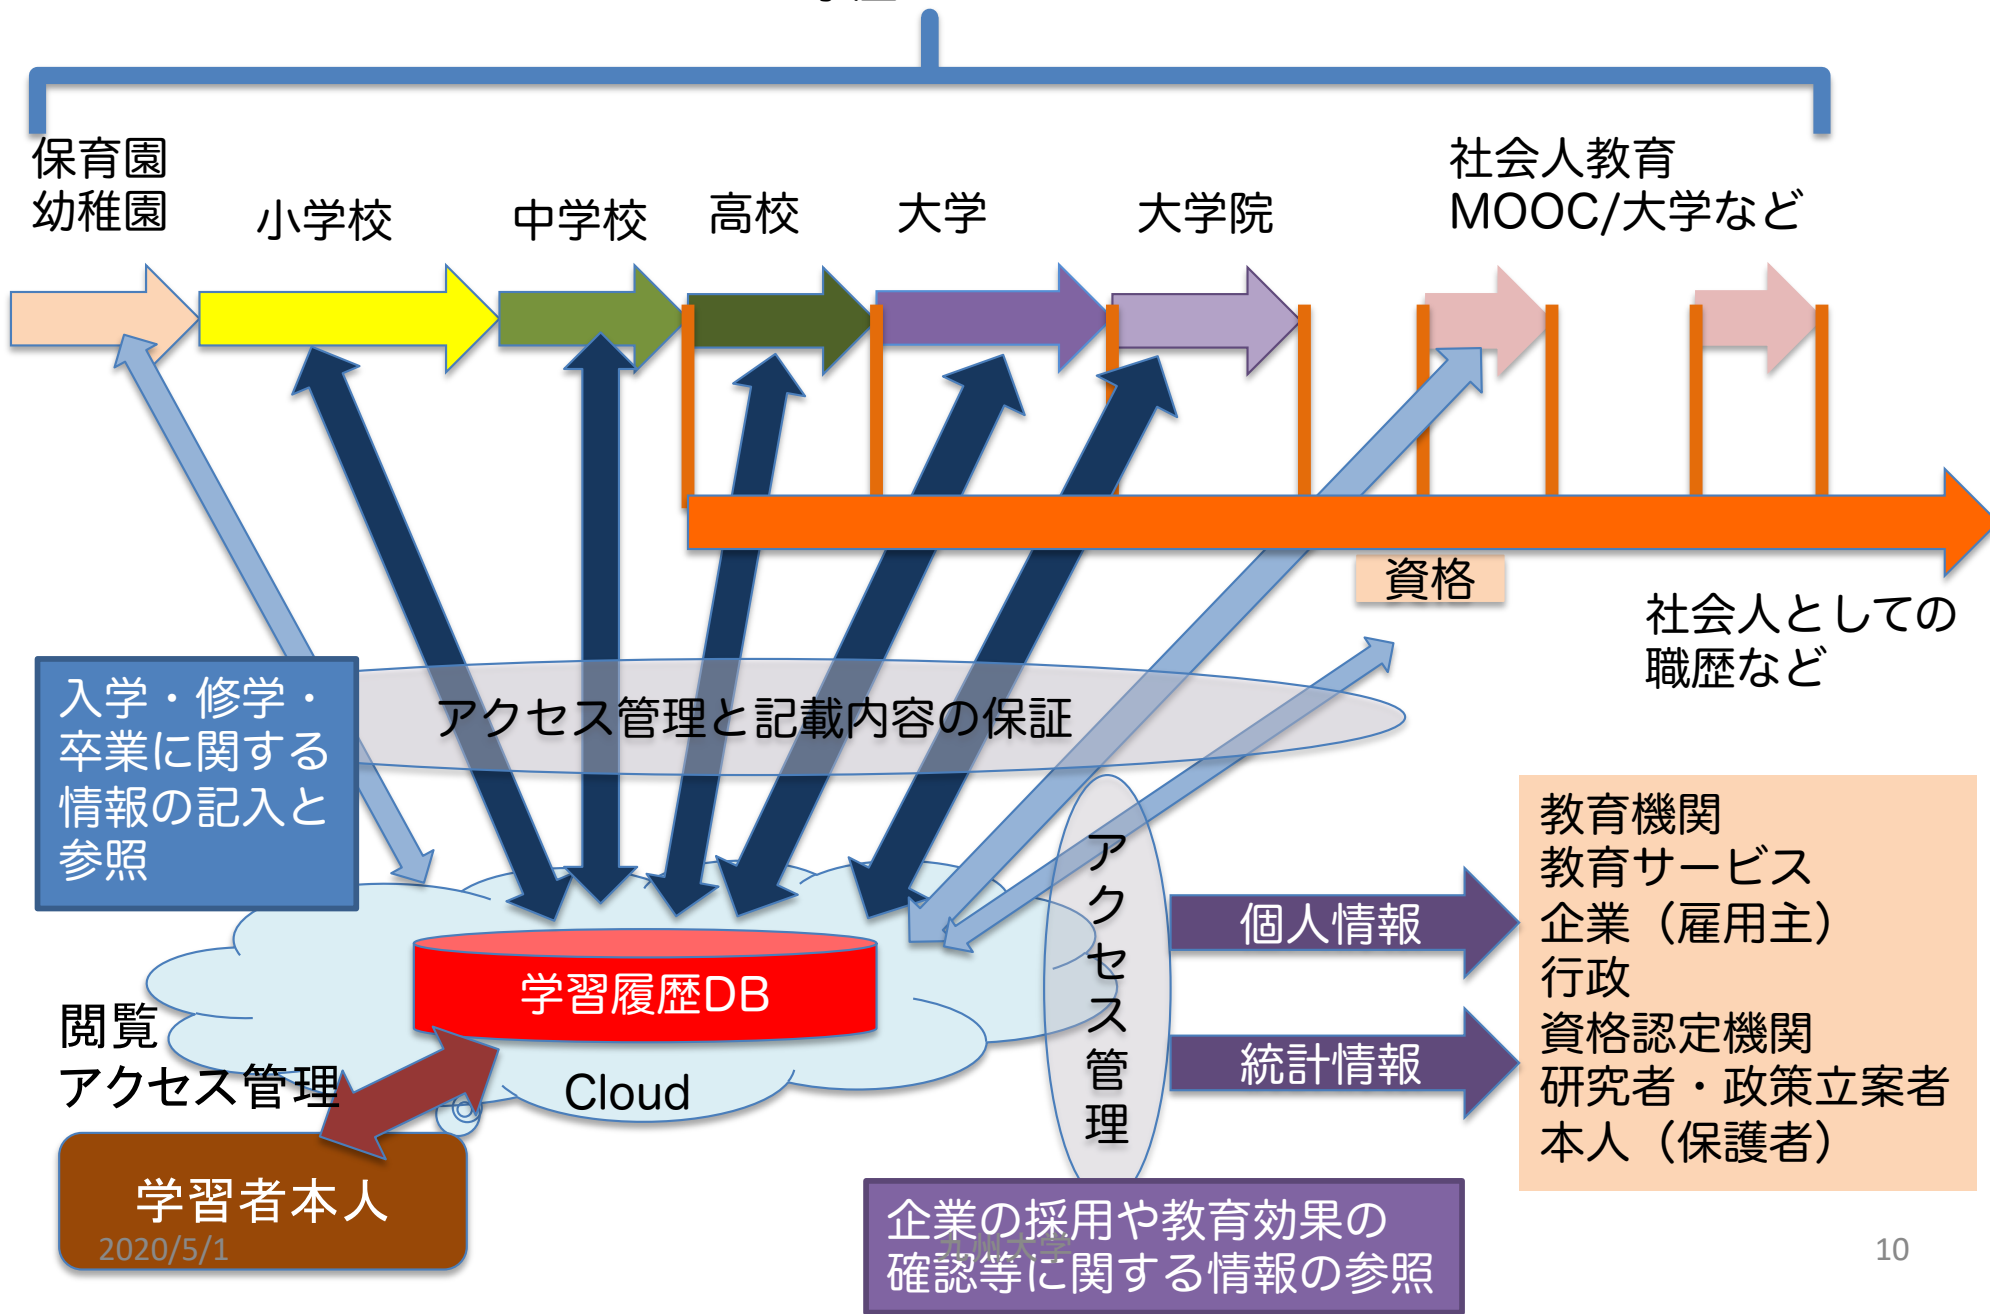 保育園
幼稚園
小学校
中学校
高校
大学
大学院
社会人教育
MOOC/大学など
資格
社会人としての
職歴など
入学・修学・
卒業に関する
情報の記入と
参照
アクセス管理と記載内容の保証
アクセス管理
個人情報
統計情報
教育機関
教育サービス
企業（雇用主）
行政
資格認定機関
研究者・政策立案者
本人（保護者）
学習履歴DB
Cloud
閲覧
アクセス管理
学習者本人
企業の採用や教育効果の
確認等に関する情報の参照
2020/5/1
九州大学
10